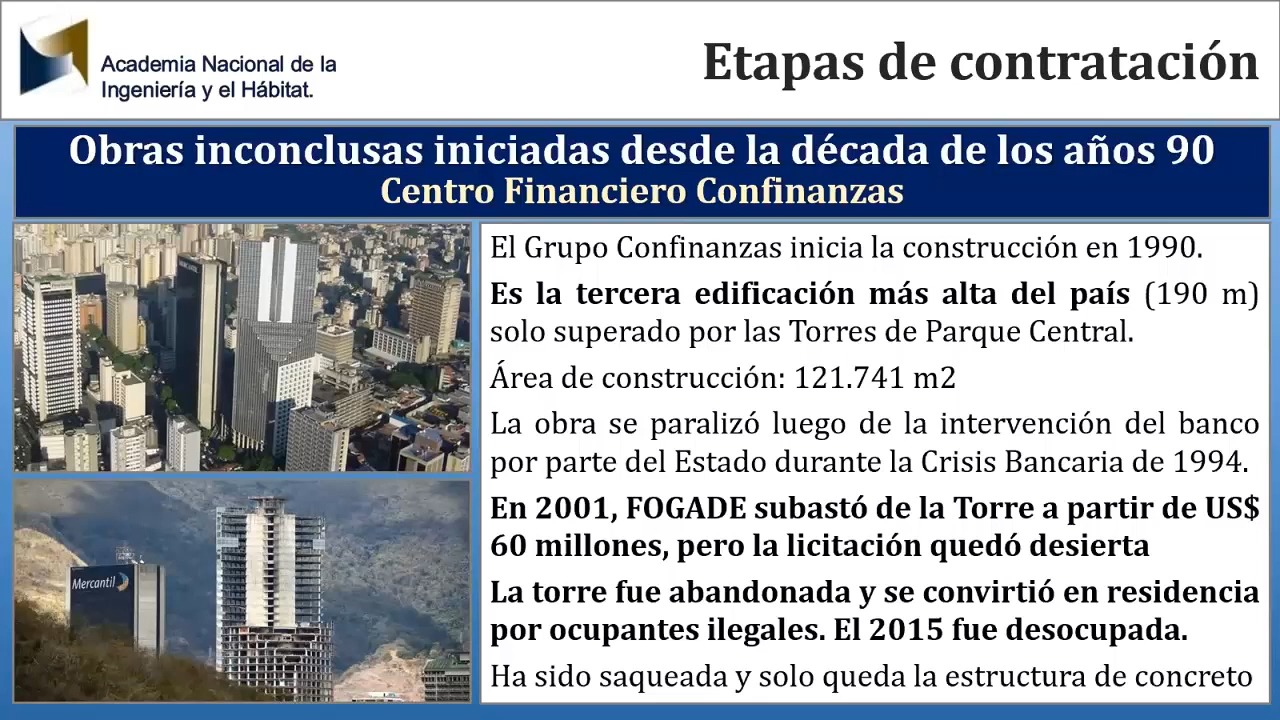 Academia Nacional de la
Ingeniería y el Hábitat.
Etapas de contratación
Obras inconclusas iniciadas desde la década de los años 90
Centro Financiero Confinanzas
El Grupo Confinanzas inicia la construcción en 1990.
Es la tercera edificación más alta del país (190 m)
solo superado por las Torres de Parque Central.
Área de construcción: 121.741 m2
La obra se paralizó luego de la intervención del banco
por parte del Estado durante la Crisis Bancaria de 1994.
En 2001, FOGADE subastó de la Torre a partir de US$
60 millones, pero la licitación quedó desierta
La torre fue abandonada y se convirtió en residencia
por ocupantes ilegales. El 2015 fue desocupada.
Ha sido saqueada y solo queda la estructura de concreto
Mercantil